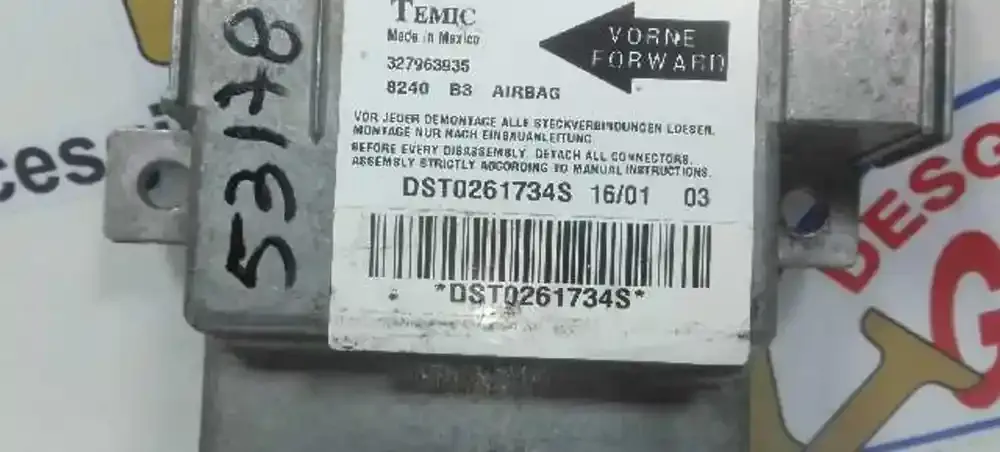 TEMIC
Made in Mexico
327963935
8240 B3 AIRBAG
VORNE
FORWARD
VOR JEDER DEMONTAGE ALLE STECKVERBINDUNGEN LOESEN.
MONTAGE NUR NACH EINBAUANLEITUNG
BEFORE EVERY DISASSEMBLY DETACH ALL CONNECTORS.
ASSEMBLY STRICTLY ACCORDING TO MANUAL INSTRUCTIONS.
DST0261734S 16/01 03
*DST0261734S*
53178
ces
DESG
G